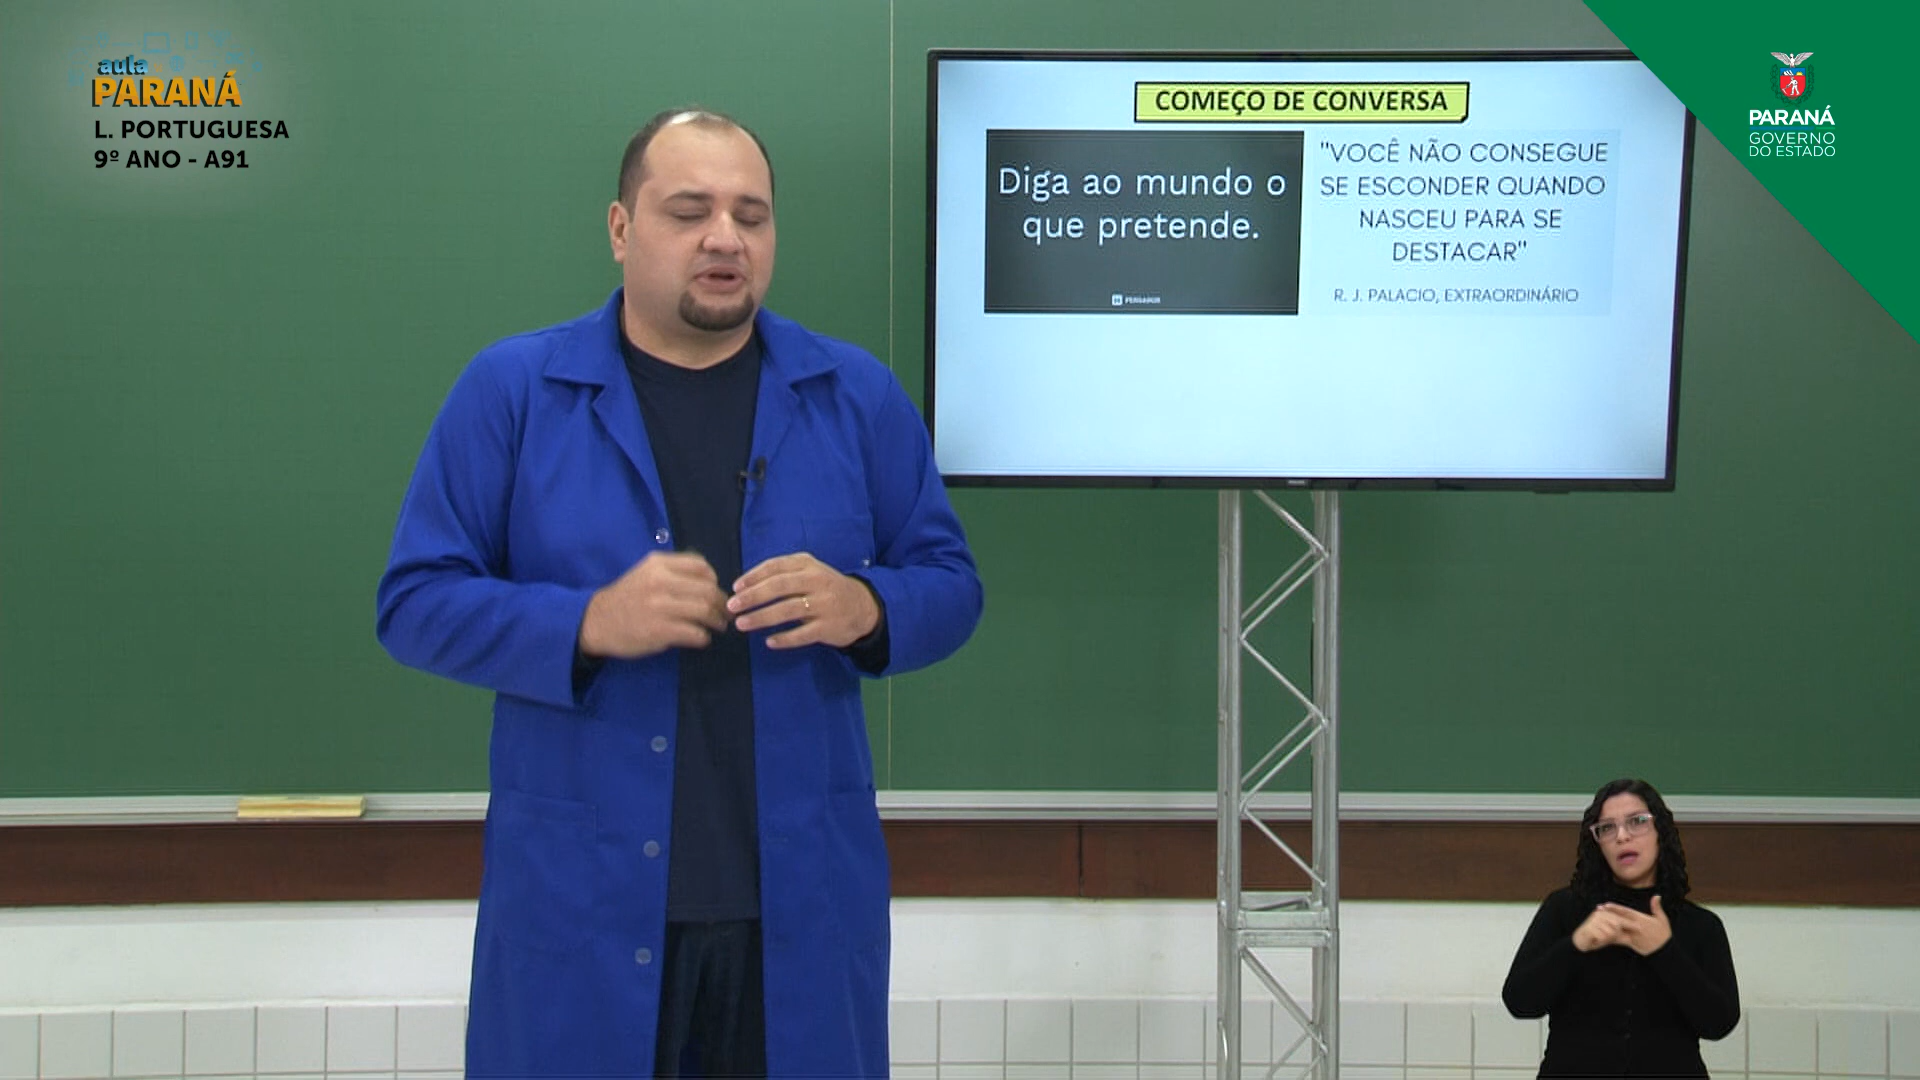 aula
PARANÁ
L. PORTUGUESA
9º ANO - A91
COMEÇO DE CONVERSA
Diga ao mundo o
que pretende.
PENSADOR
"VOCÊ NÃO CONSEGUE
SE ESCONDER QUANDO
NASCEU PARA SE
DESTACAR"
R. J. PALACIO, EXTRAORDINÁRIO
PARANÁ
GOVERNO
DO ESTADO